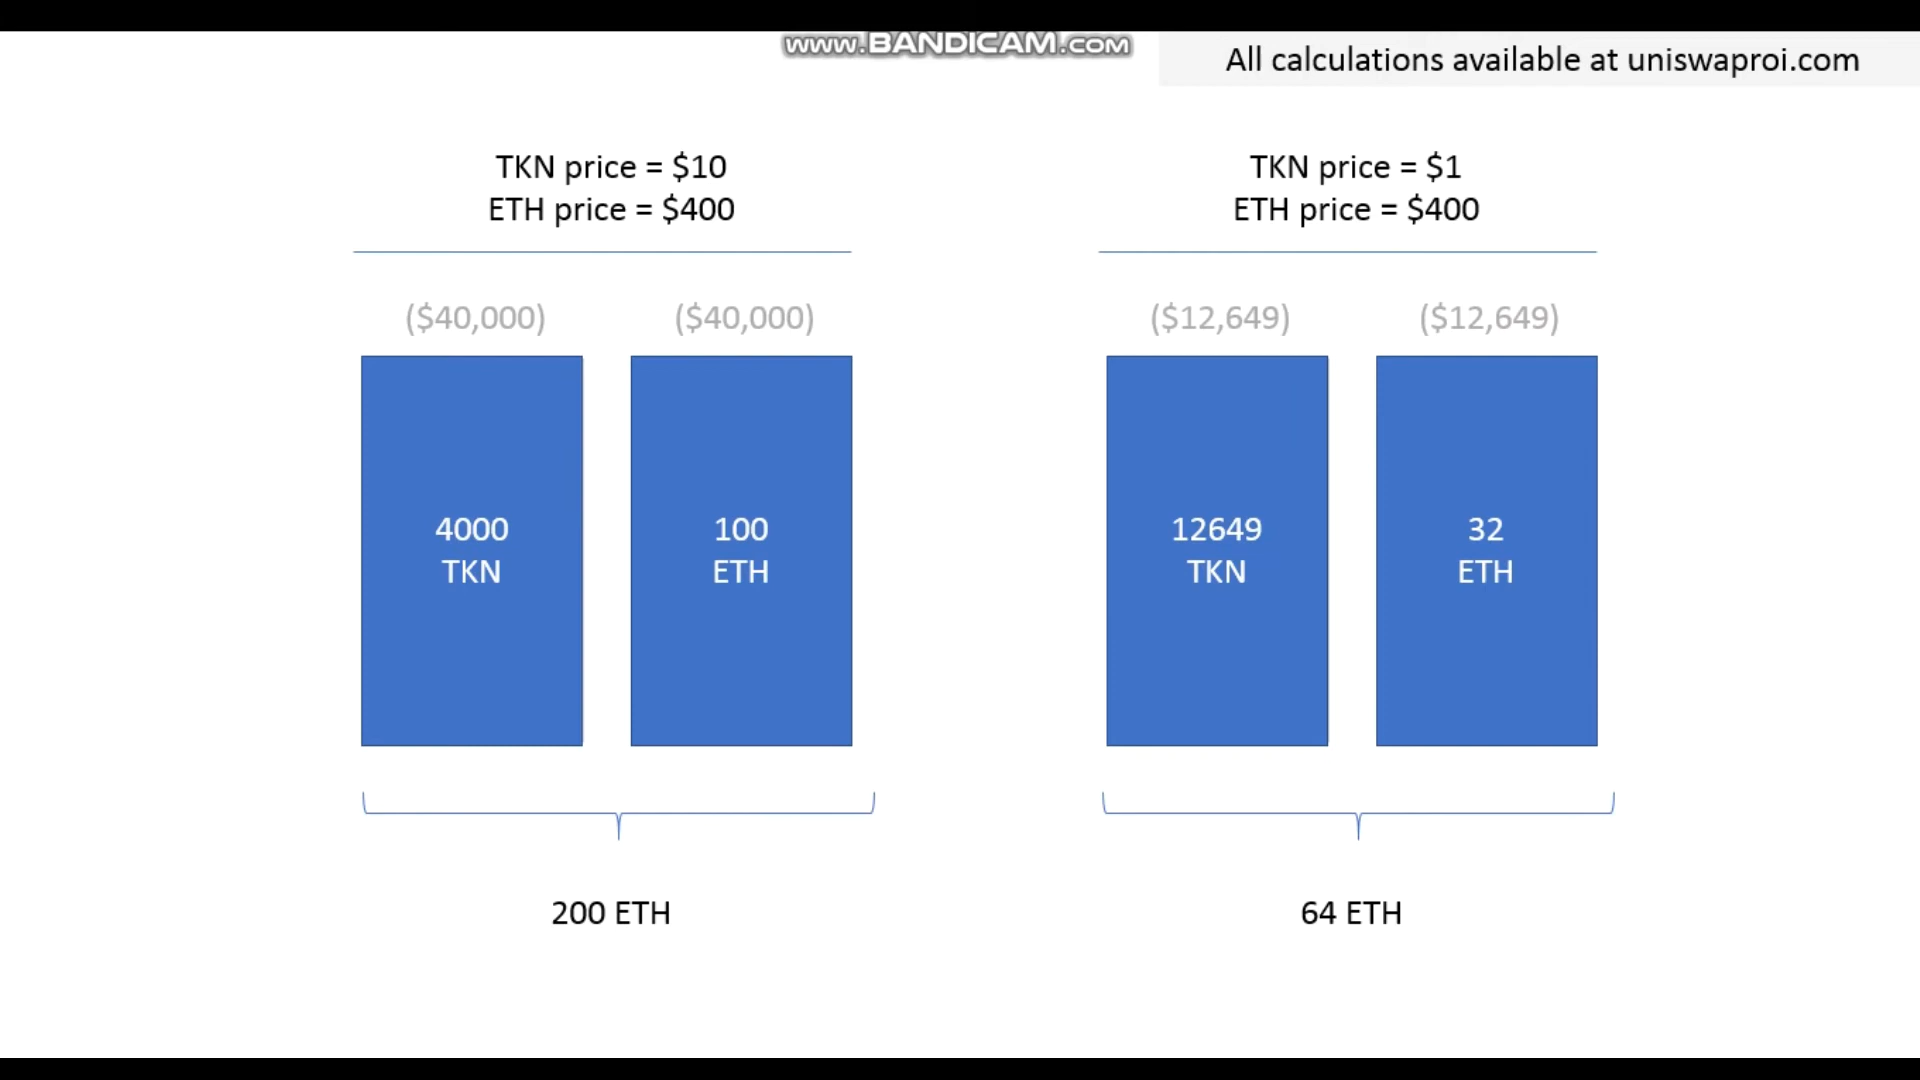 www.BANDICAM.com
All calculations available at uniswaproi.com
TKN price = $10
ETH price = $400
($40,000) ($40,000)
4000
TKN
100
ETH
200 ETH
TKN price = $1
ETH price = $400
($12,649) ($12,649)
12649
TKN
32
ETH
64 ETH